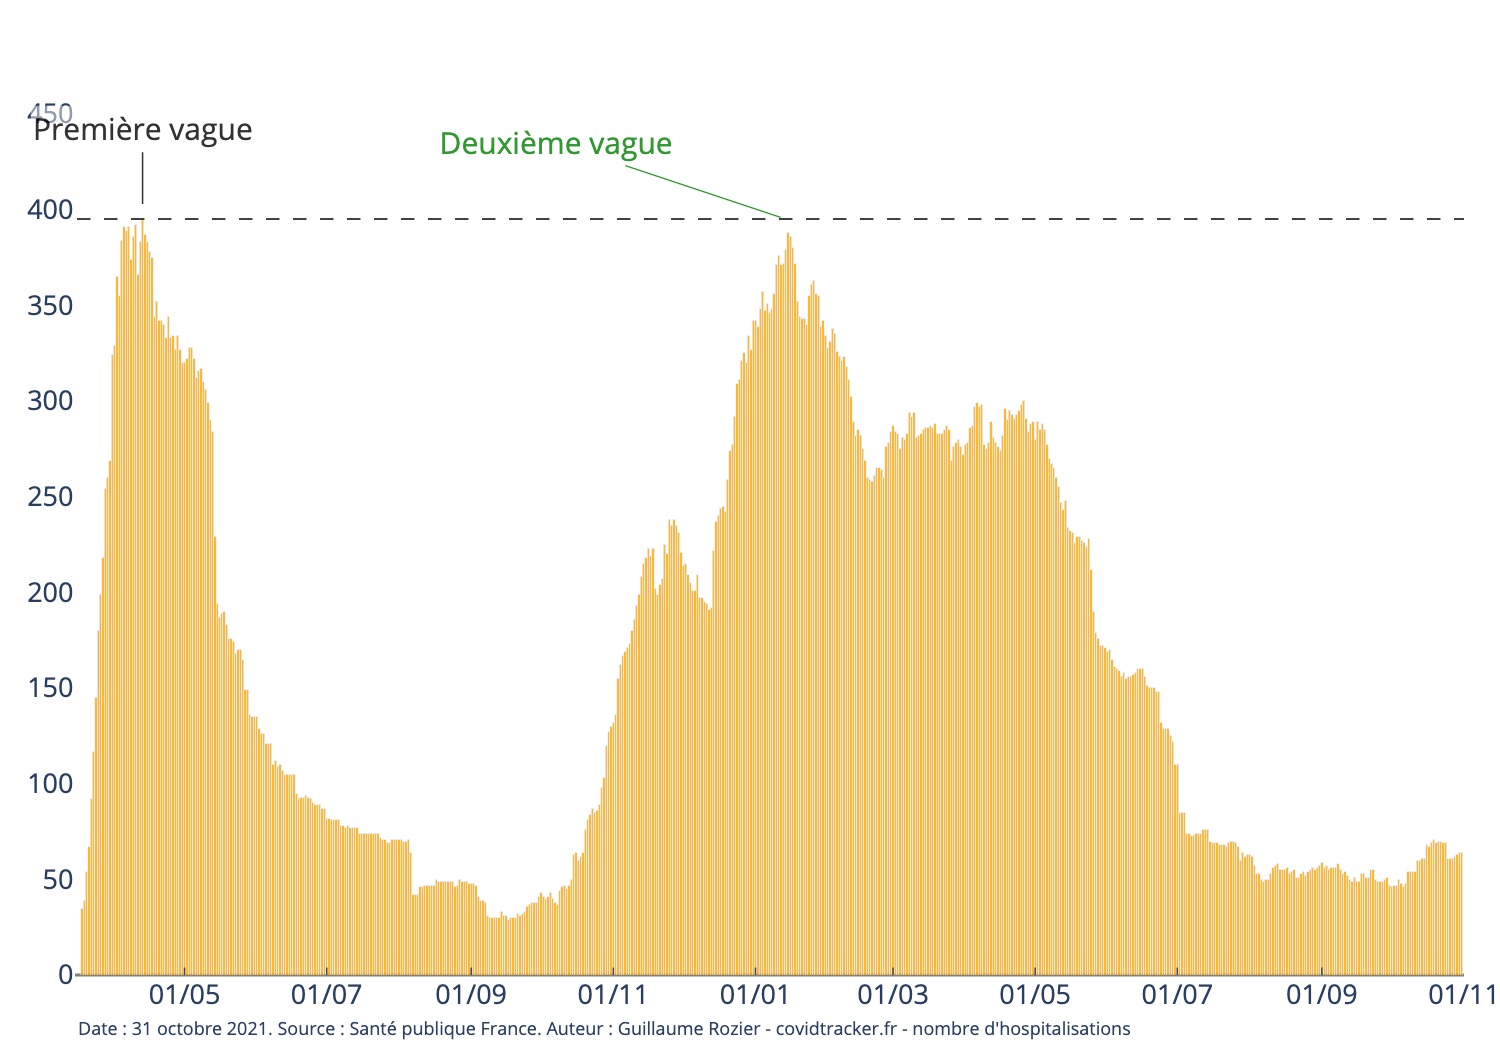 450
Première vague
Deuxième vague
400
350
300
250
200
150
100
50
0
01/05 01/07 01/09 01/11 01/01 01/03 01/05 01/07 01/09 01/11
Date : 31 octobre 2021. Source : Santé publique France. Auteur : Guillaume Rozier - covidtracker.fr - nombre d'hospitalisations